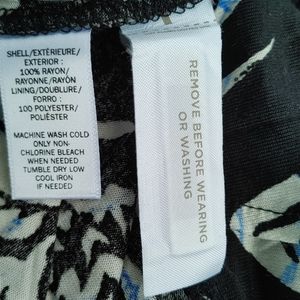 SHELL/EXTÉRIEURE/
EXTERIOR :
100% RAYON/
RAYONNE/RAYÓN
LINING/DOUBLURE/
FORRO :
100 POLYESTER/
POLIÉSTER
MACHINE WASH COLD
ONLY NON-
CHLORINE BLEACH
WHEN NEEDED
TUMBLE DRY LOW
COOL IRON
IF NEEDED
REMOVE BEFORE WEARING
OR WASHING